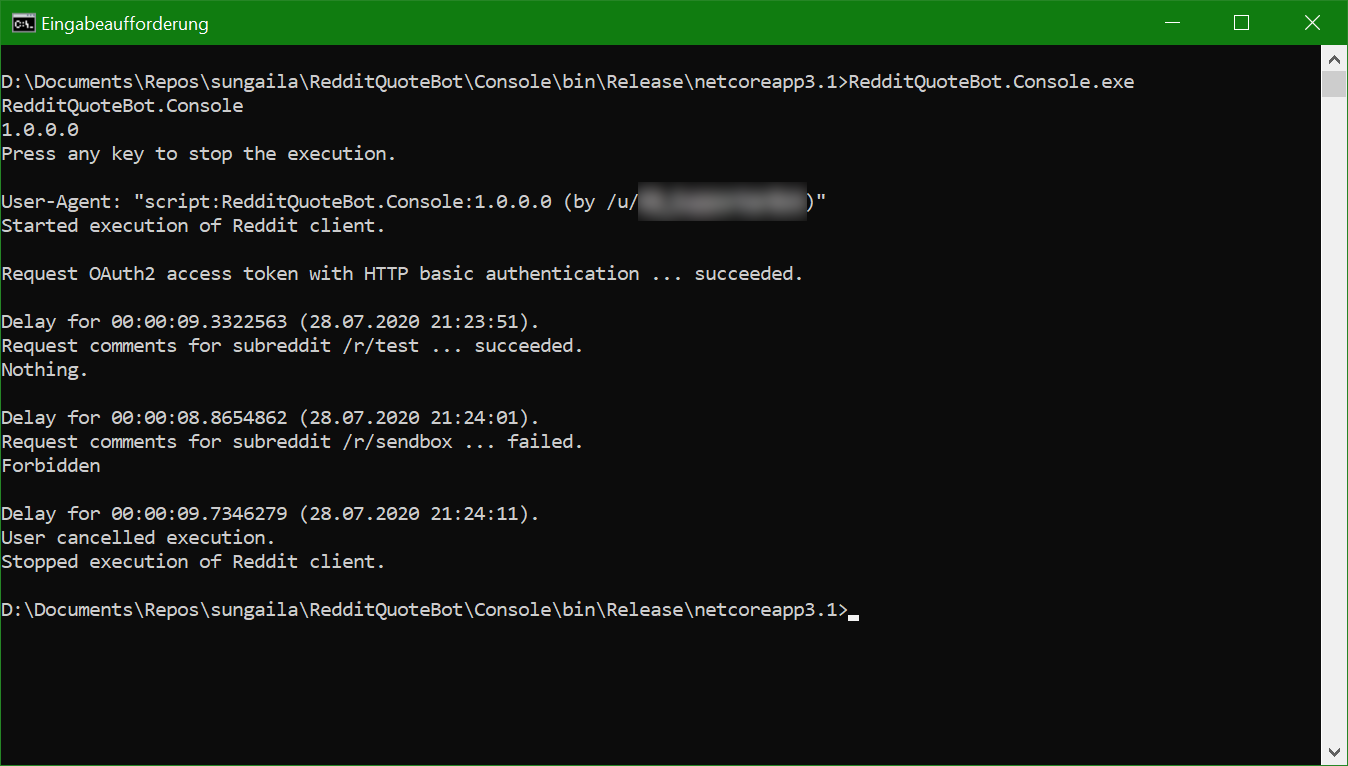 Eingabeaufforderung
D:\Documents\Repos\sungaila\RedditQuoteBot\Console\bin\Release\netcoreapp3.1>RedditQuoteBot.Console.exe
RedditQuoteBot.Console
1.0.0.0
Press any key to stop the execution.
User-Agent: "script:RedditQuoteBot.Console:1.0.0.0 (by /u/)"
Started execution of Reddit client.
Request OAuth2 access token with HTTP basic authentication ... succeeded.
Delay for 00:00:09.3322563 (28.07.2020 21:23:51).
Request comments for subreddit /r/test ... succeeded.
Nothing.
Delay for 00:00:08.8654862 (28.07.2020 21:24:01).
Request comments for subreddit /r/sendbox ... failed.
Forbidden
Delay for 00:00:09.7346279 (28.07.2020 21:24:11).
User cancelled execution.
Stopped execution of Reddit client.
D:\Documents\Repos\sungaila\RedditQuoteBot\Console\bin\Release\netcoreapp3.1>